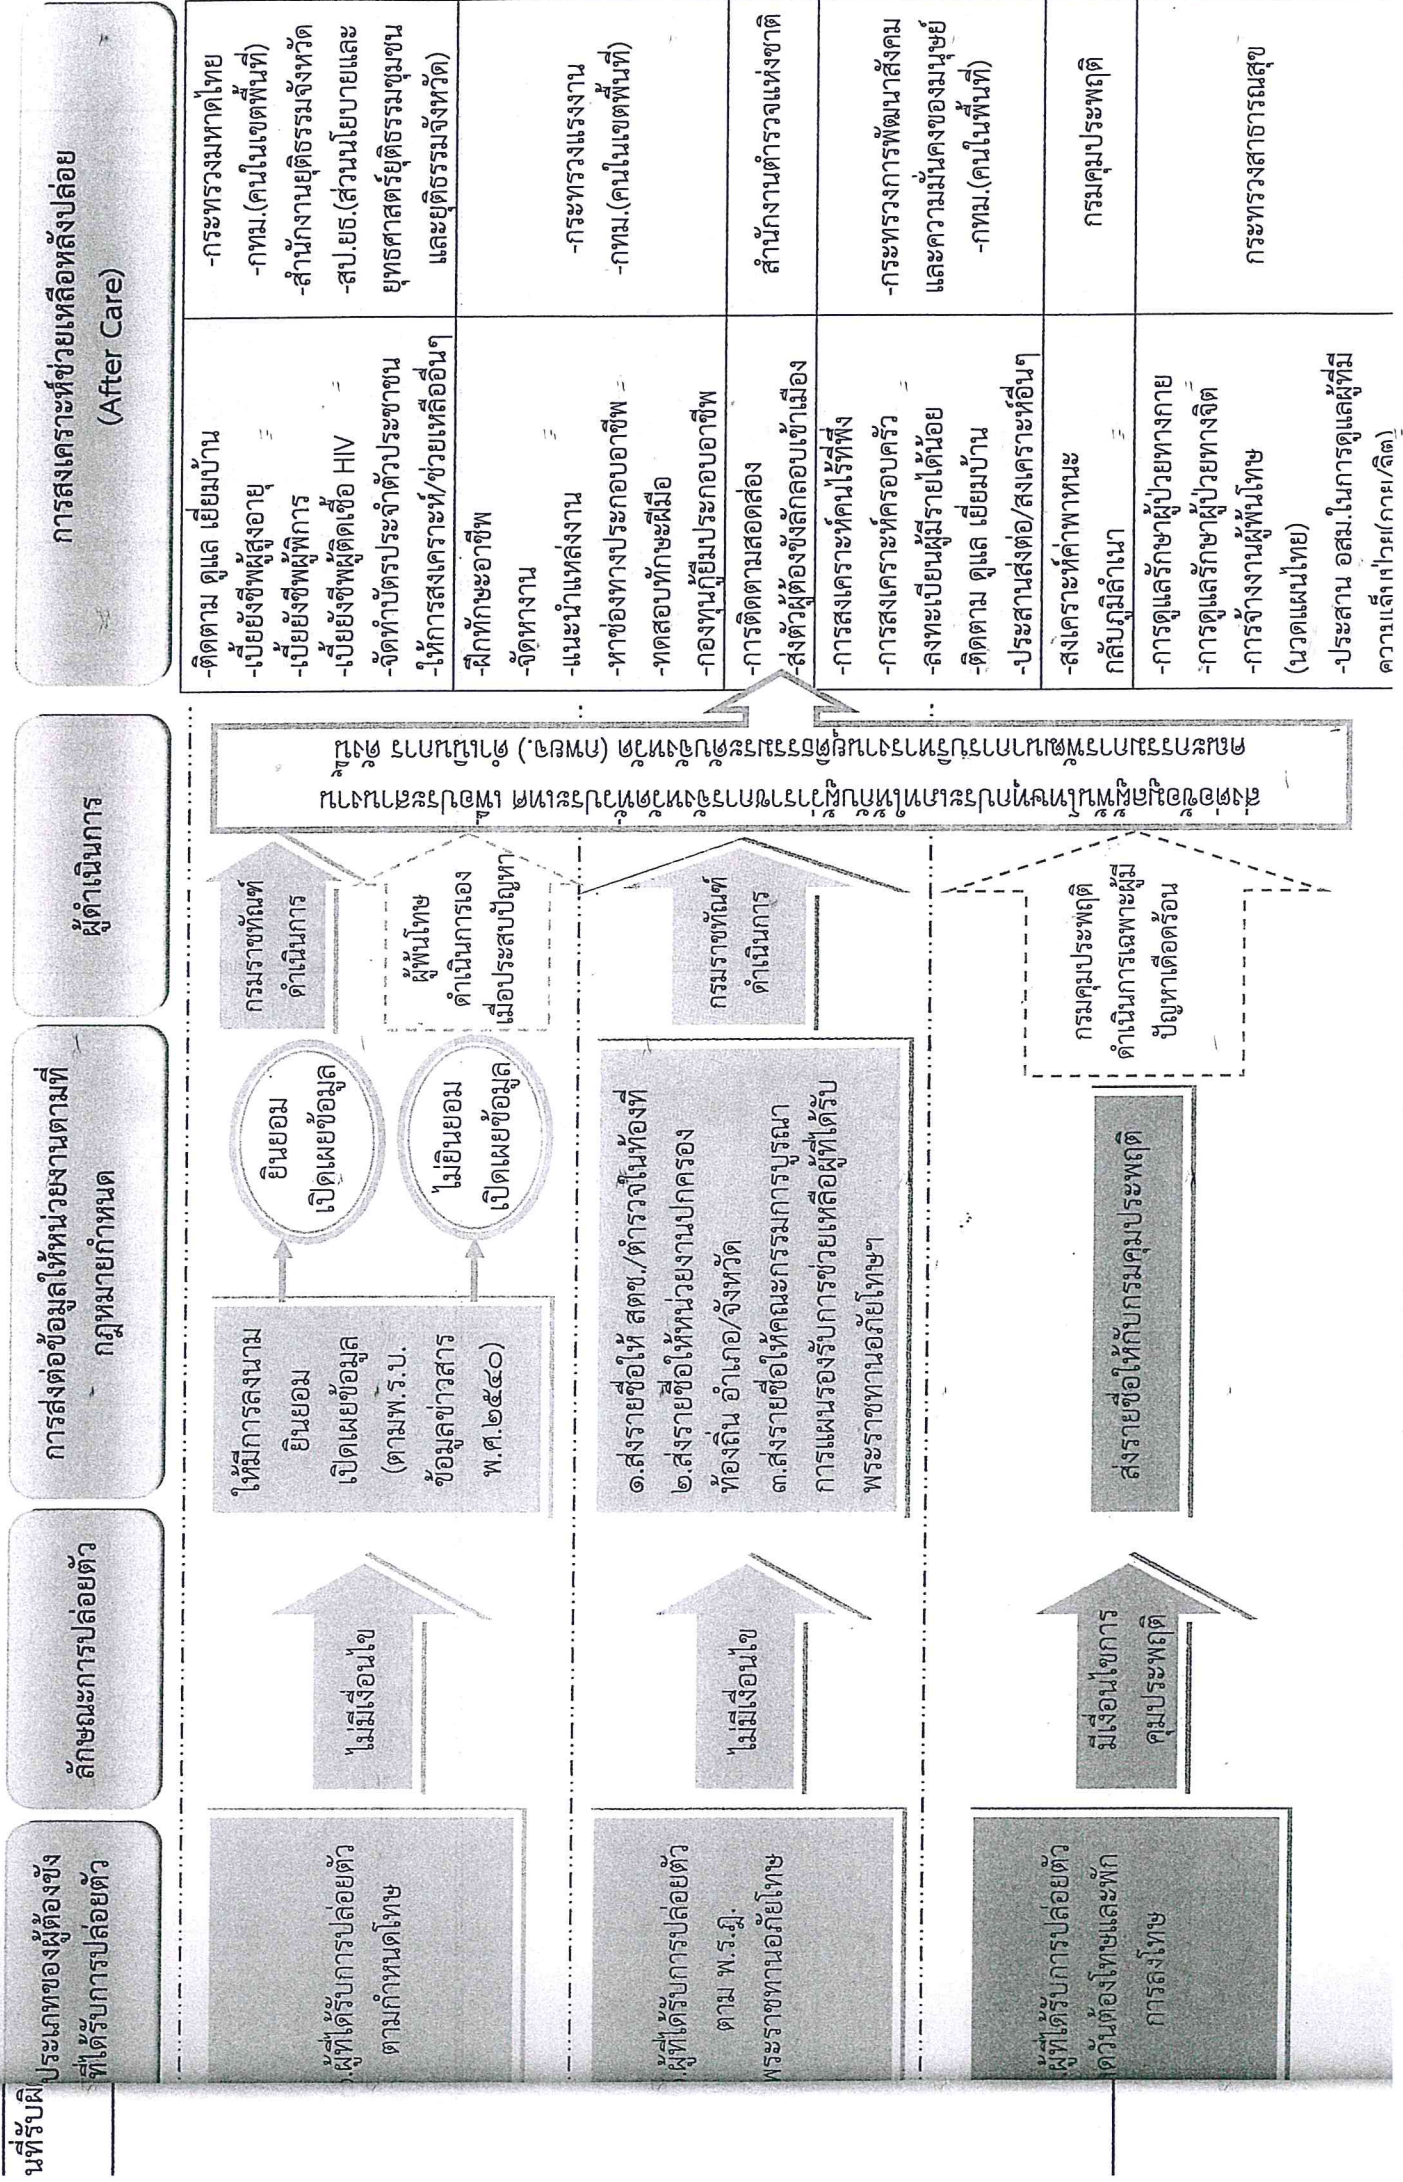 นที่รับผิ
ประเภทของผู้ต้องขัง
ที่ได้รับการปล่อยตัว
ลักษณะการปล่อยตัว
การส่งต่อข้อมูลให้หน่วยงานตามที่
กฎหมายกำหนด
ผู้ดำเนินการ
การสงเคราะห์ช่วยเหลือหลังปล่อย
(After Care)
ผู้ที่ได้รับการปล่อยตัว
ตามกำหนดโทษ
ไม่มีเงื่อนไข
ให้มีการลงนาม
ยินยอม
เปิดเผยข้อมูล
(ตามพ.ร.บ.
ข้อมูลข่าวสาร
พ.ศ.๒๕๔๐)
ยินยอม
เปิดเผยข้อมูล
ไม่ยินยอม
เปิดเผยข้อมูล
กรมราชทัณฑ์
ดำเนินการ
ผู้พ้นโทษ
ดำเนินการเอง
เมื่อประสบปัญหา
ผู้ที่ได้รับการปล่อยตัว
ตาม พ.ร.ฎ.
พระราชทานอภัยโทษ
ไม่มีเงื่อนไข
๑.ส่งรายชื่อให้ สตช./ตำรวจในท้องที่
๒.ส่งรายชื่อให้หน่วยงานปกครอง
ท้องถิ่น อำเภอ/จังหวัด
๓.ส่งรายชื่อให้คณะกรรมการบูรณา
การแผนรองรับการช่วยเหลือผู้ที่ได้รับ
พระราชทานอภัยโทษฯ
กรมราชทัณฑ์
ดำเนินการ
ผู้ที่ได้รับการปล่อยตัว
ดวันต้องโทษและพัก
การลงโทษ
มีเงื่อนไขการ
คุมประพฤติ
ส่งรายชื่อให้กับกรมคุมประพฤติ
กรมคุมประพฤติ
ดำเนินการเฉพาะผู้มี
ปัญหาเดือดร้อน
ส่งต่อข้อมูลผู้พ้นโทษทุกประเภทให้กับผู้ว่าราชการจังหวัดทั่วประเทศ เพื่อประสานงาน
คณะกรรมการพัฒนาการบริหารงานยุติธรรมระดับจังหวัด (กพยจ.) ดำเนินการ ดังนี้
-ติดตาม ดูแล เยี่ยมบ้าน
-เบี้ยยังชีพผู้สูงอายุ
-เบี้ยยังชีพผู้พิการ
-เบี้ยยังชีพผู้ติดเชื้อ HIV
-จัดทำบัตรประจำตัวประชาชน
-ให้การสงเคราะห์/ช่วยเหลืออื่นๆ
-กระทรวงมหาดไทย
-กทม.(คนในเขตพื้นที่)
-สำนักงานยุติธรรมจังหวัด
-สป.ยธ.(ส่วนนโยบายและ
ยุทธศาสตร์ยุติธรรมชุมชน
และยุติธรรมจังหวัด)
-ฝึกทักษะอาชีพ
-จัดหางาน
-แนะนำแหล่งงาน
-หาช่องทางประกอบอาชีพ
-ทดสอบทักษะฝีมือ
-กองทุนกู้ยืมประกอบอาชีพ
-กระทรวงแรงงาน
-กทม.(คนในเขตพื้นที่)
-การติดตามสอดส่อง
-ส่งตัวผู้ต้องขังลักลอบเข้าเมือง
สำนักงานตำรวจแห่งชาติ
-การสงเคราะห์คนไร้ที่พึ่ง
-การสงเคราะห์ครอบครัว
-ลงทะเบียนผู้มีรายได้น้อย
-ติดตาม ดูแล เยี่ยมบ้าน
-ประสานส่งต่อ/สงเคราะห์อื่นๆ
-กระทรวงการพัฒนาสังคม
และความมั่นคงของมนุษย์
-กทม.(คนในพื้นที่)
-สงเคราะห์ค่าพาหนะ
กลับภูมิลำเนา
กรมคุมประพฤติ
-การดูแลรักษาผู้ป่วยทางกาย
-การดูแลรักษาผู้ป่วยทางจิต
-การจ้างงานผู้พ้นโทษ
(นวดแผนไทย)
-ประสาน อสม.ในการดูแลผู้ที่มี
ความเจ็บป่วย(กาย/จิต)
กระทรวงสาธารณสุข